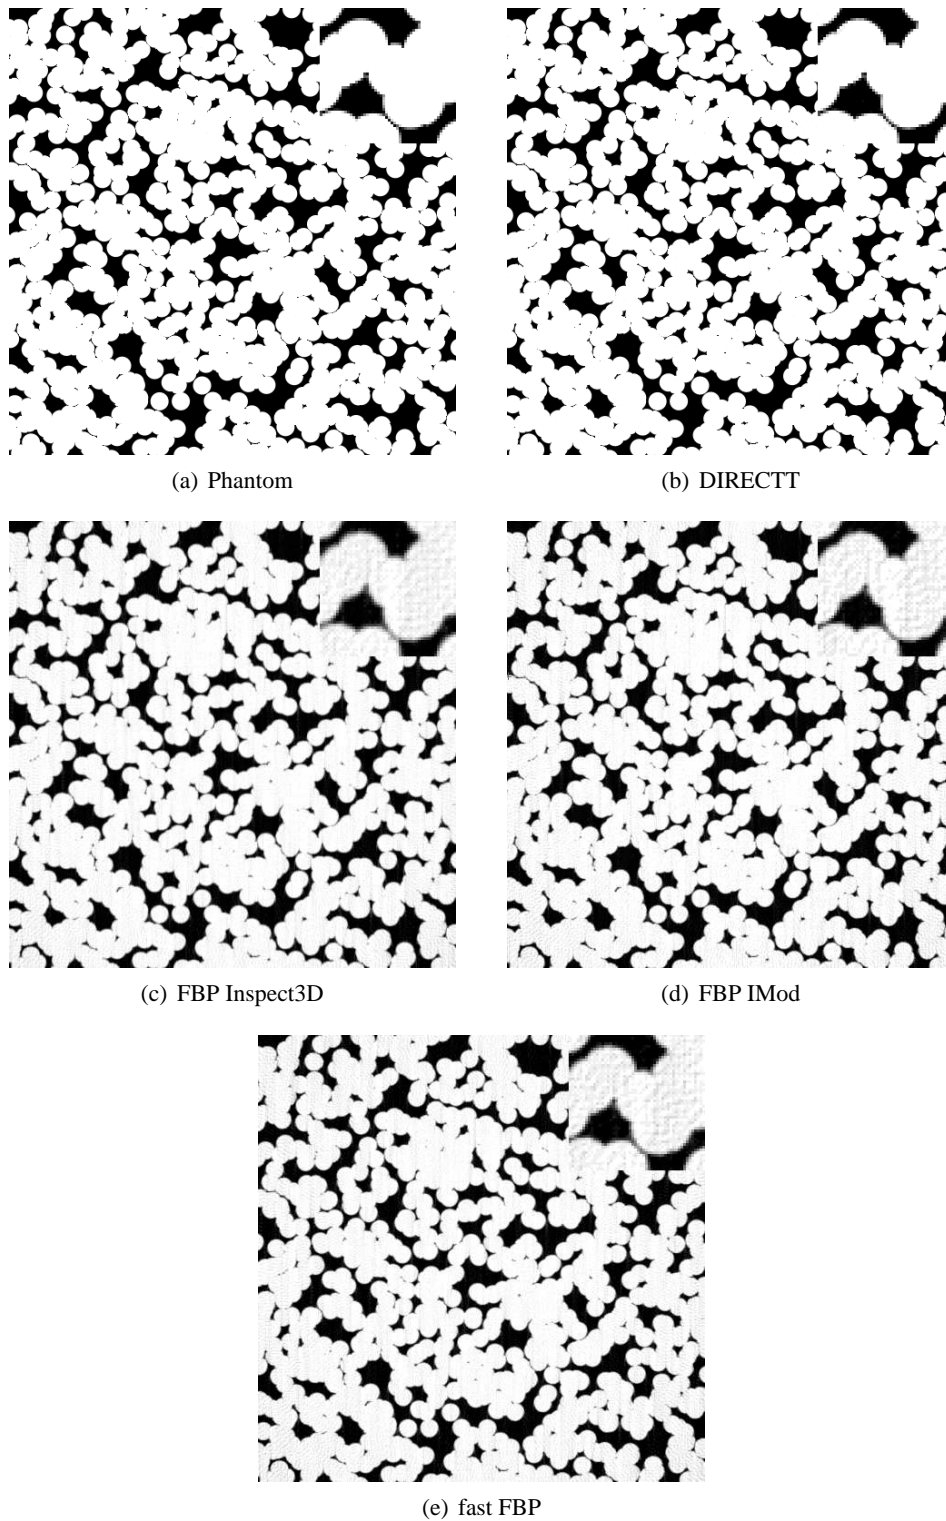 (a) Phantom
(b) DIRECTT
(c) FBP Inspect3D
(d) FBP IMod
(e) fast FBP